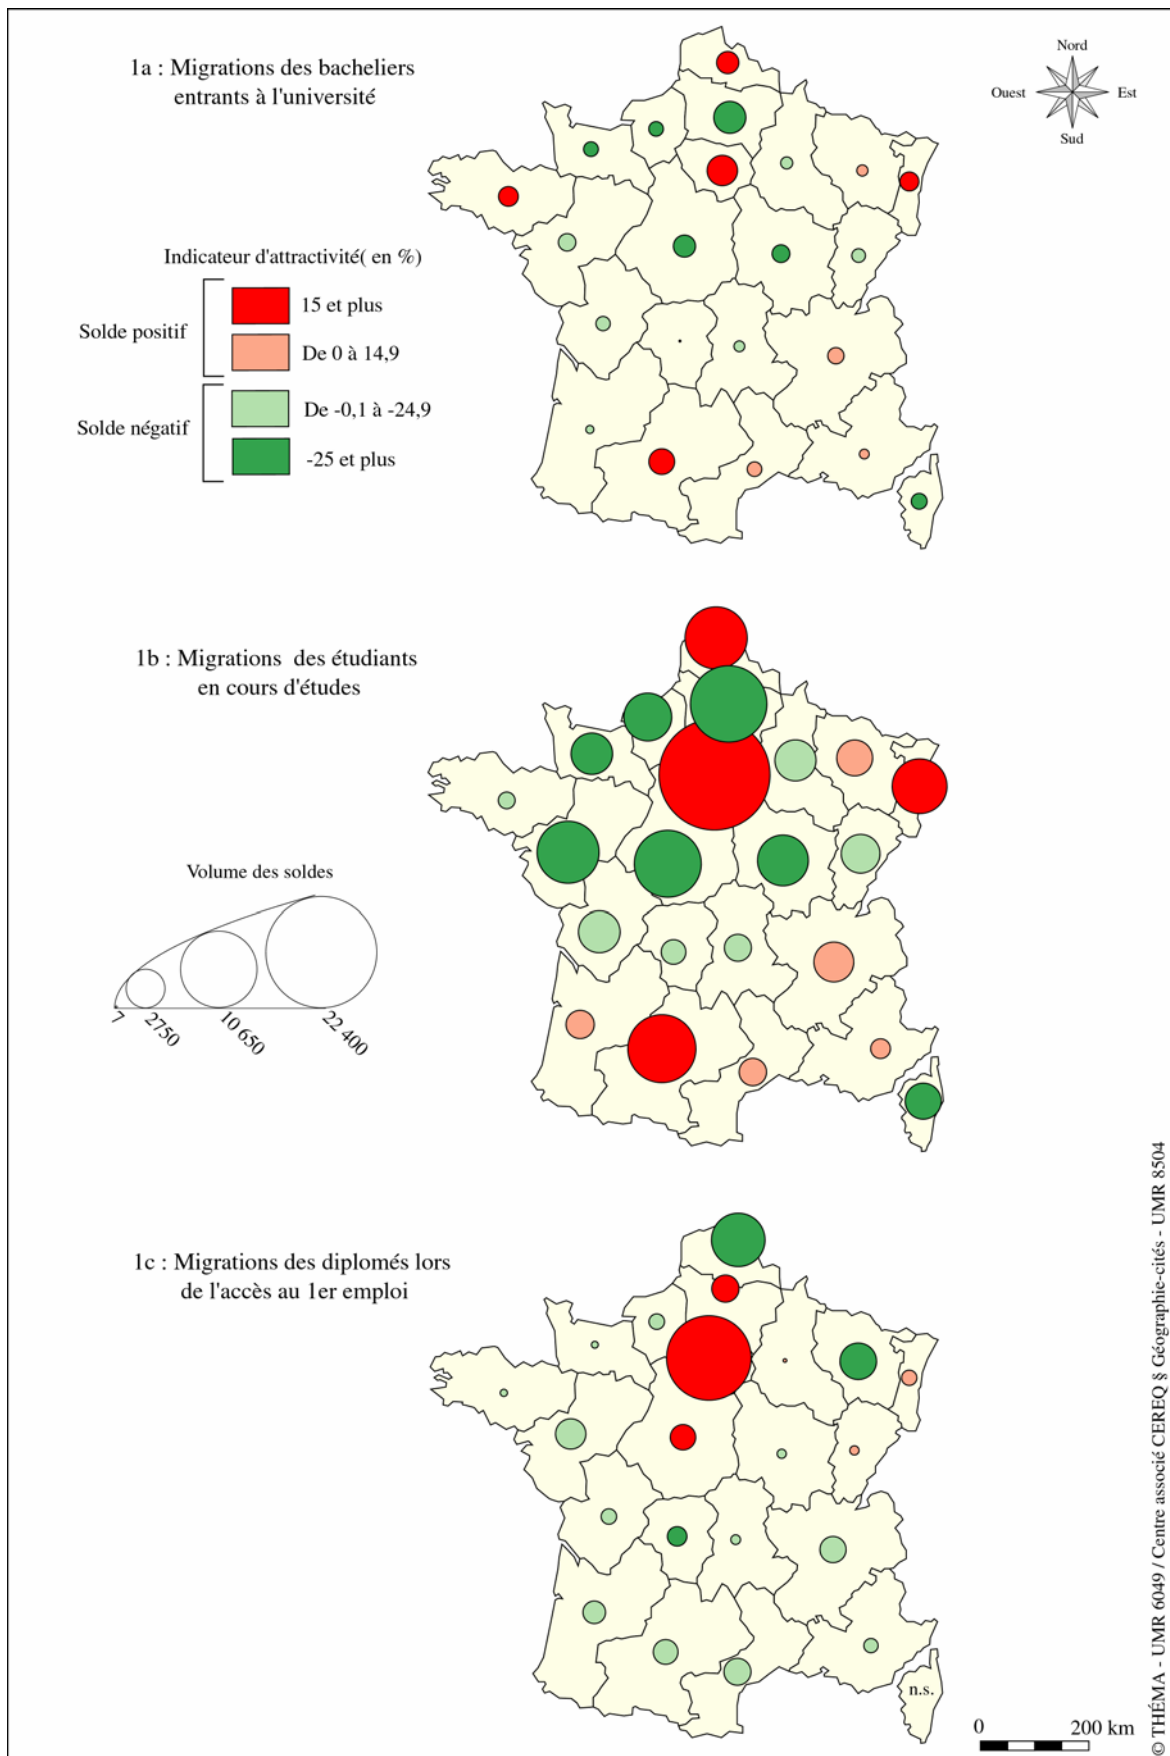 1a : Migrations des bacheliers
entrants à l'université
Nord
Ouest
Est
Sud
Indicateur d'attractivité( en %)
Solde positif
15 et plus
De 0 à 14,9
Solde négatif
De -0,1 à -24,9
-25 et plus
1b : Migrations des étudiants
en cours d'études
Volume des soldes
7
2750
10 650
22 400
1c : Migrations des diplomés lors
de l'accès au 1er emploi
n.s.
0
200 km
© THÉMA - UMR 6049 / Centre associé CEREQ § Géographie-cités - UMR 8504